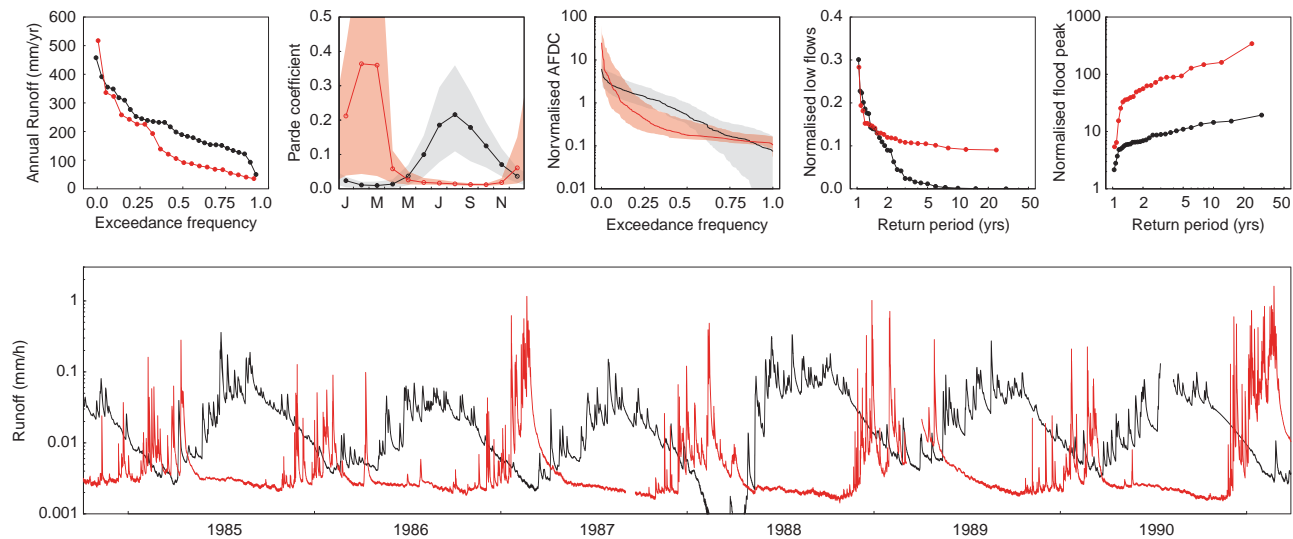 Annual Runoff (mm/yr)
600
500
400
300
200
100
0
0.0 0.25 0.5 0.75 1.0
Exceedance frequency
Parde coefficient
0.5
0.4
0.3
0.2
0.1
0.0
J M M J S N
Exceedance frequency
Norvmalised AFDC
100
10
1
0.1
0.01
0.0 0.25 0.50 0.75 1.0
Exceedance frequency
Normalised low flows
0.4
0.3
0.2
0.1
0.0
1 2 5 10 20 50
Return period (yrs)
Normalised flood peak
1000
100
10
1
1 2 5 10 20 50
Return period (yrs)
Runoff (mm/h)
1
0.1
0.01
0.001
1985 1986 1987 1988 1989 1990